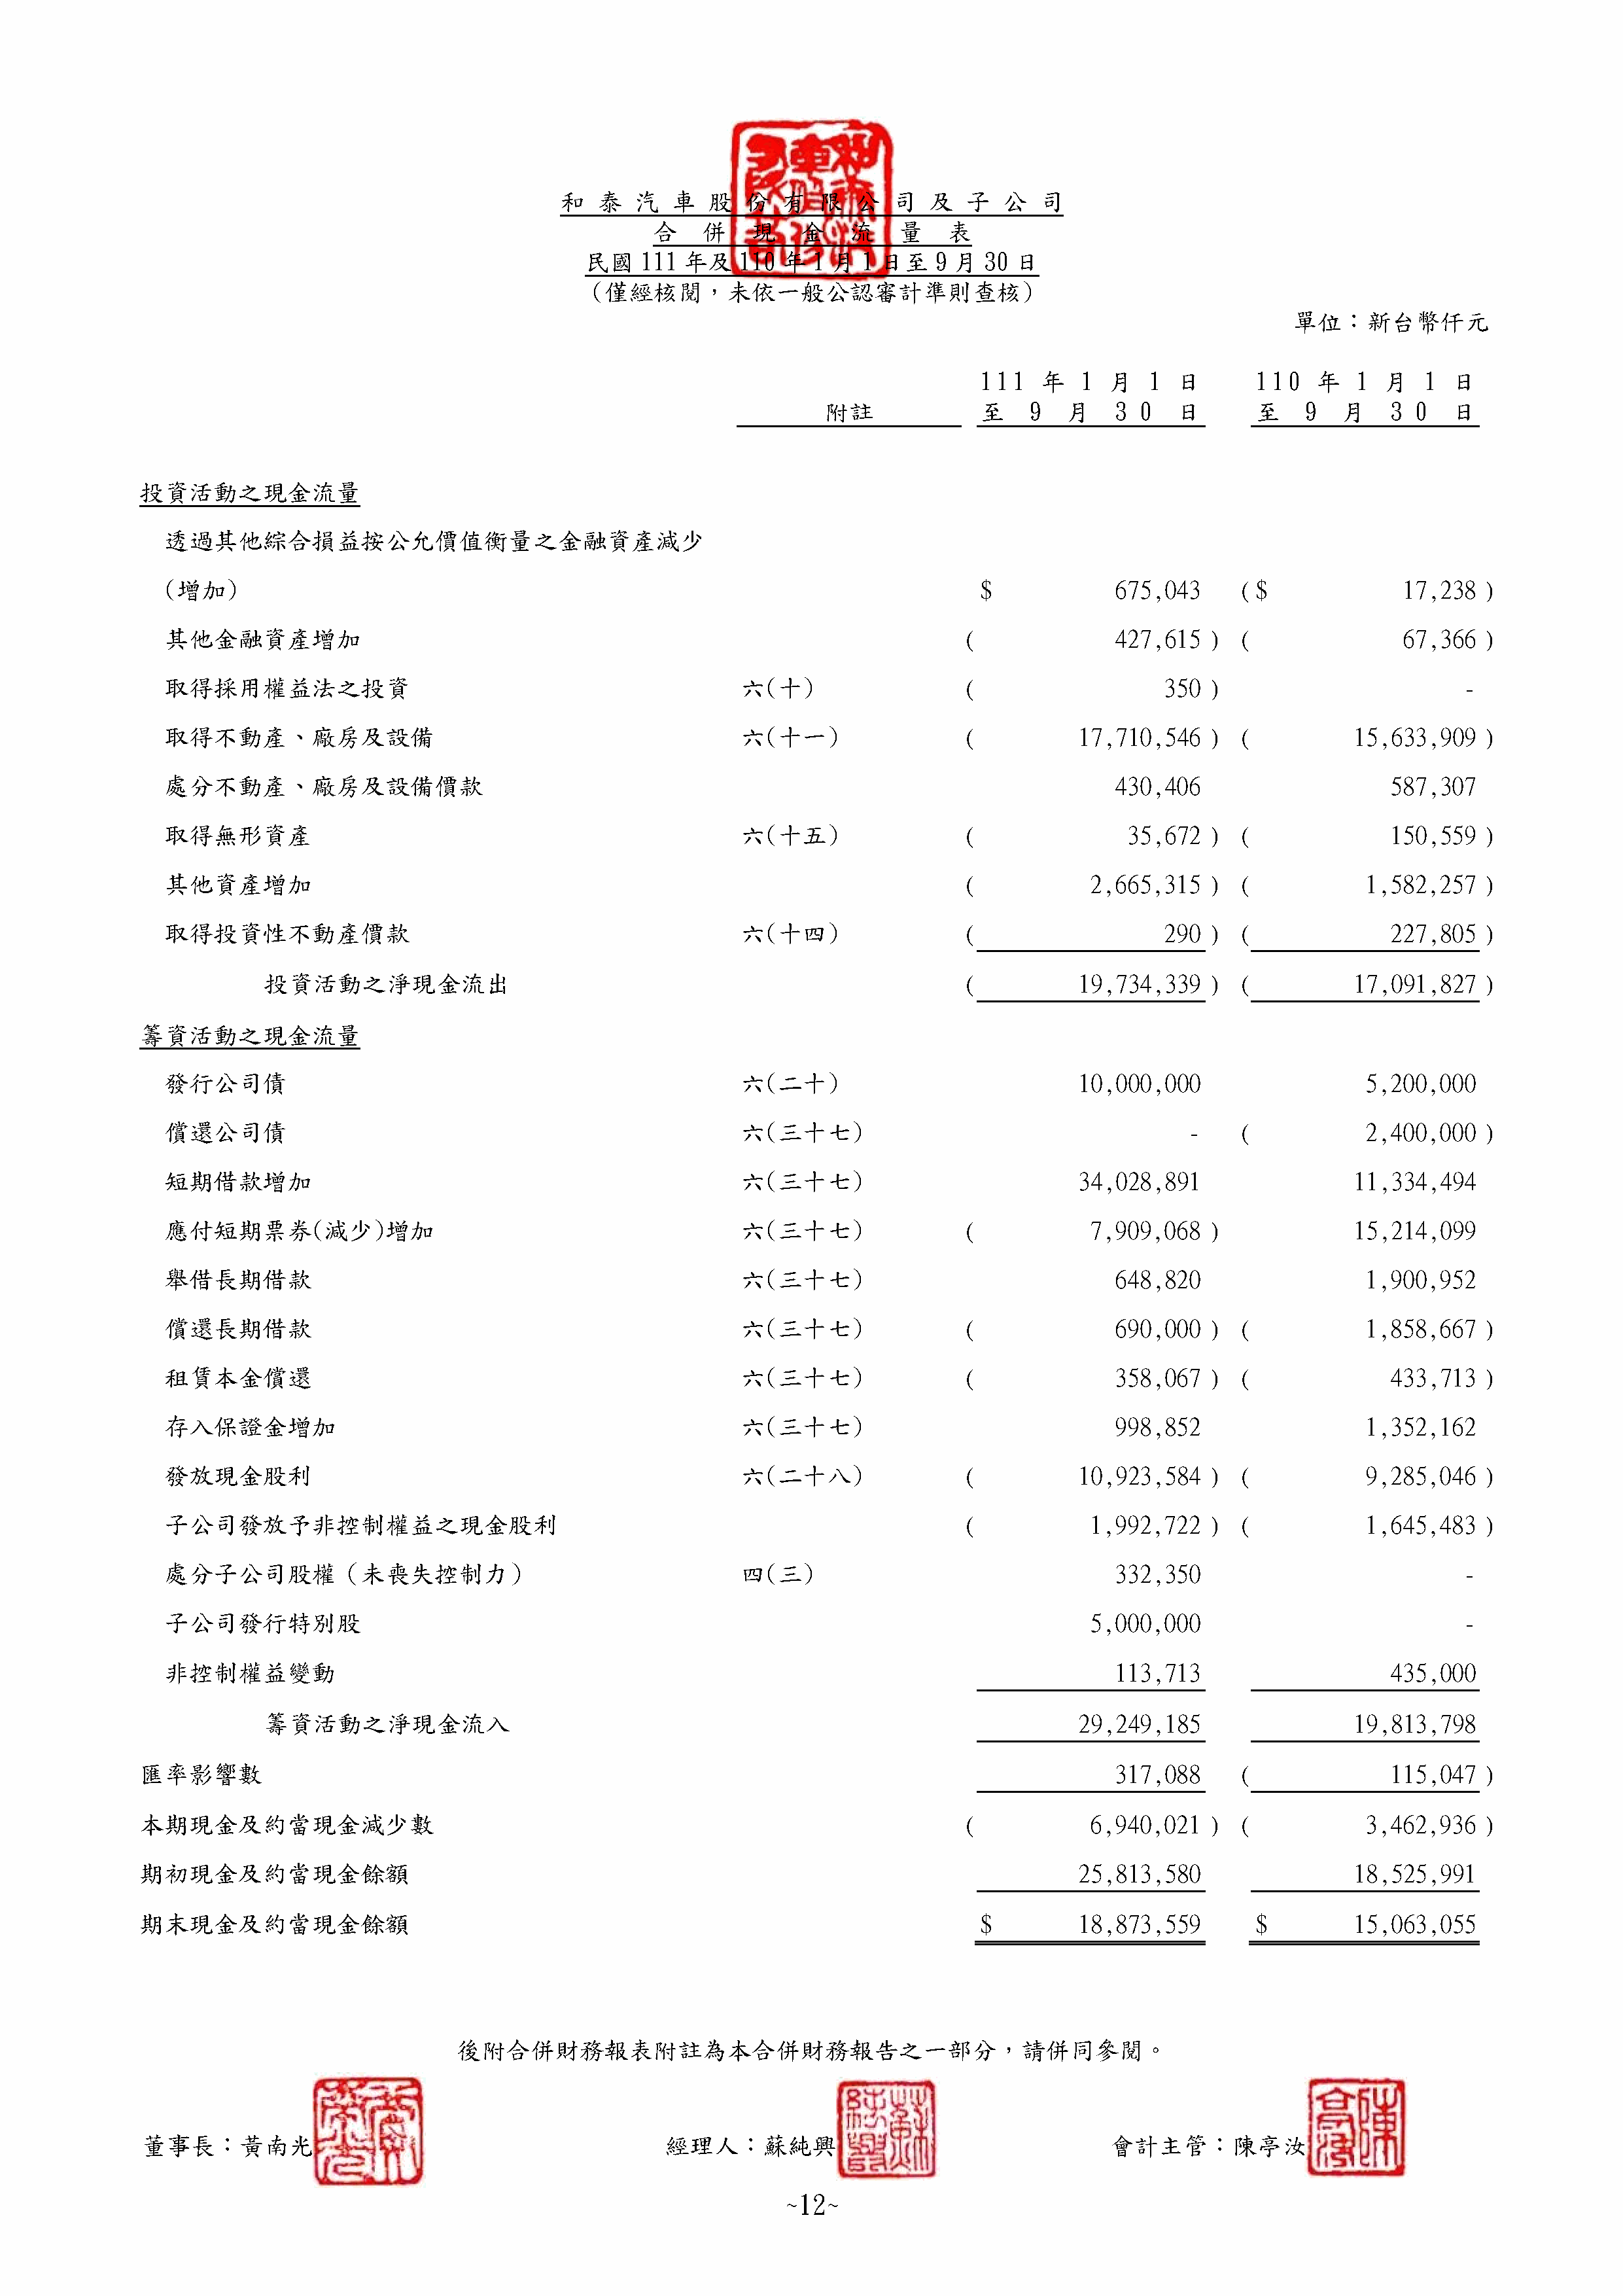 和泰汽車股份有限公司及子公司
合併現金流量表
民國111年及110年1月1日至9月30日
(僅經核閱,未依一般公認審計準則查核)
單位:新台幣仟元
111年1月1日 110年1月1日
附註 至9月30日 至9月30日
投資活動之現金流量
透過其他綜合損益按公允價值衡量之金融資產減少
(增加) $ 675,043 ($ 17,238)
其他金融資產增加 ( 427,615) ( 67,366)
取得採用權益法之投資 六(十) ( 350) -
取得不動產、廠房及設備 六(十一) ( 17,710,546) ( 15,633,909)
處分不動產、廠房及設備價款 430,406 587,307
取得無形資產 六(十五) ( 35,672) ( 150,559)
其他資產增加 ( 2,665,315) ( 1,582,257)
取得投資性不動產價款 六(十四) ( 290) ( 227,805)
投資活動之淨現金流出 ( 19,734,339) ( 17,091,827)
籌資活動之現金流量
發行公司債 六(二十) 10,000,000 5,200,000
償還公司債 六(三十七) - ( 2,400,000)
短期借款增加 六(三十七) 34,028,891 11,334,494
應付短期票券(減少)增加 六(三十七) ( 7,909,068) 15,214,099
舉借長期借款 六(三十七) 648,820 1,900,952
償還長期借款 六(三十七) ( 690,000) ( 1,858,667)
租賃本金償還 六(三十七) ( 358,067) ( 433,713)
存入保證金增加 六(三十七) 998,852 1,352,162
發放現金股利 六(二十八) ( 10,923,584) ( 9,285,046)
子公司發放予非控制權益之現金股利 ( 1,992,722) ( 1,645,483)
處分子公司股權(未喪失控制力) 四(三) 332,350 -
子公司發行特別股 5,000,000 -
非控制權益變動 113,713 435,000
籌資活動之淨現金流入 29,249,185 19,813,798
匯率影響數 317,088 ( 115,047)
本期現金及約當現金減少數 ( 6,940,021) ( 3,462,936)
期初現金及約當現金餘額 25,813,580 18,525,991
期末現金及約當現金餘額 $ 18,873,559 $ 15,063,055
後附合併財務報表附註為本合併財務報告之一部分,請併同參閱。
董事長:黃南光 經理人:蘇純興 會計主管:陳亭汝
~12~